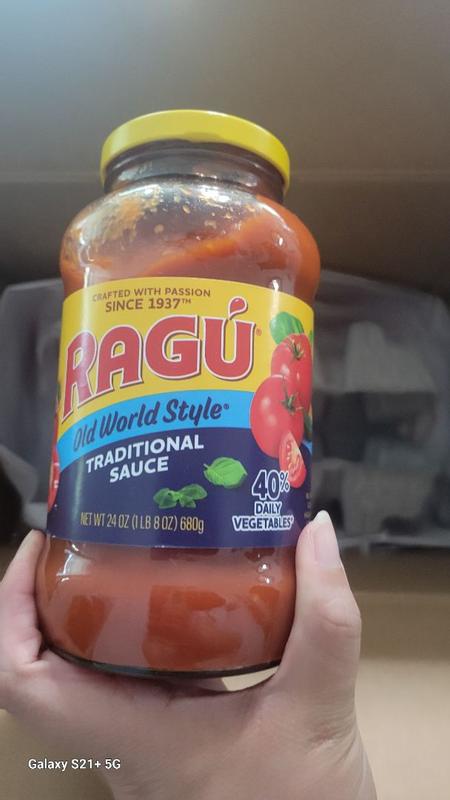 CRAFTED WITH PASSION
SINCE 1937™
RAGÚ®
Old World Style®
TRADITIONAL
SAUCE
40%
DAILY
VEGETABLES*
NET WT 24 OZ (1 LB 8 OZ) 680g
Galaxy S21+ 5G